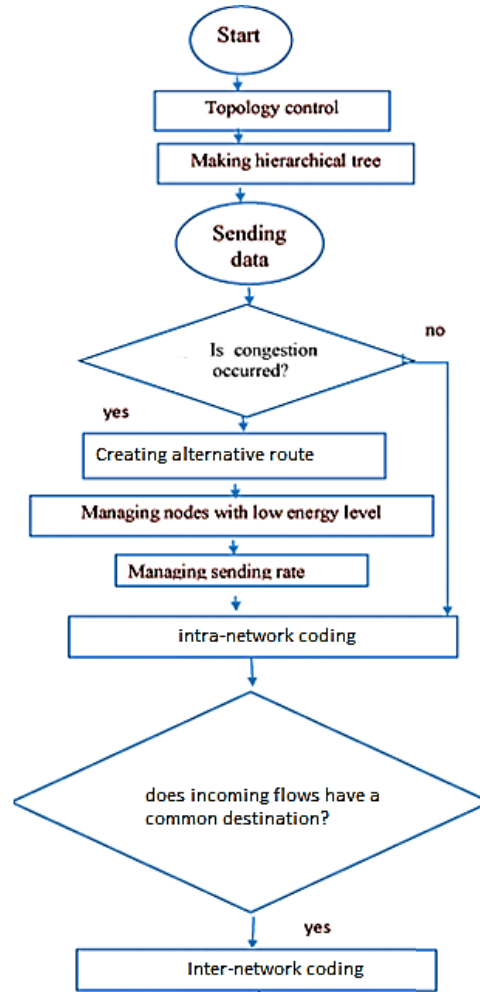 Start
Topology control
Making hierarchical tree
Sending
data
Is congestion
occurred?
no
yes
Creating alternative route
Managing nodes with low energy level
Managing sending rate
intra-network coding
does incoming flows have a
common destination?
yes
Inter-network coding